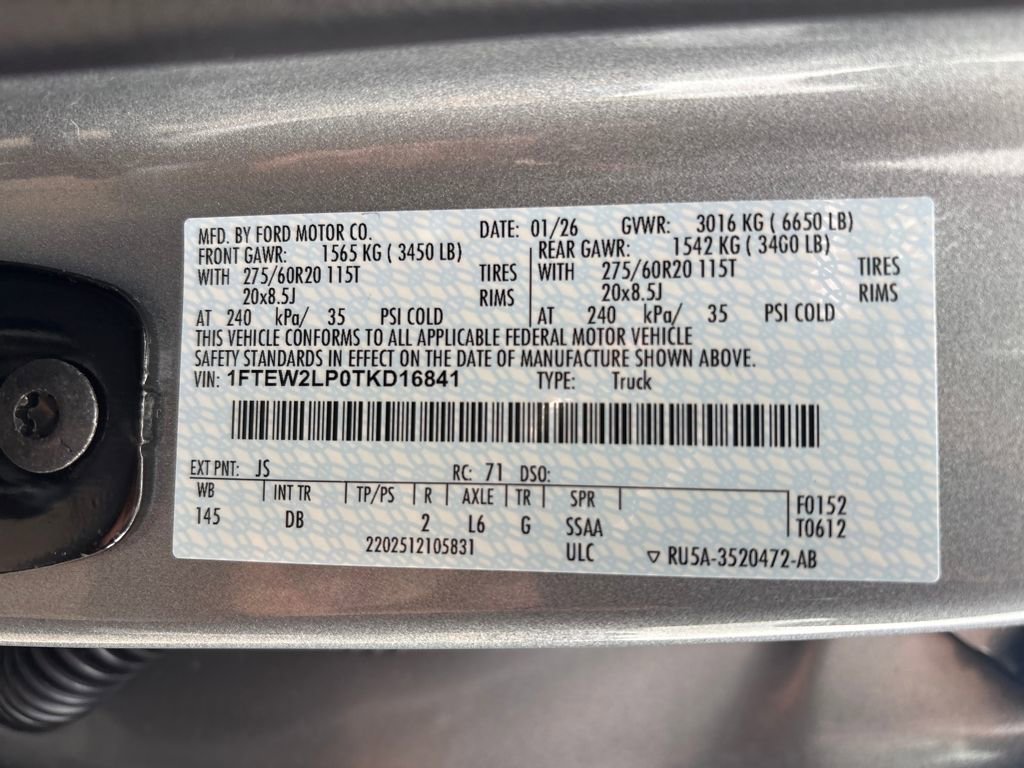 MFD. BY FORD MOTOR CO. DATE: 01/26 GVWR: 3016 KG ( 6650 LB)
FRONT GAWR: 1565 KG ( 3450 LB) REAR GAWR: 1542 KG ( 3400 LB)
WITH 275/60R20 115T TIRES WITH 275/60R20 115T TIRES
20x8.5J RIMS 20x8.5J RIMS
AT 240 kPa/ 35 PSI COLD AT 240 kPa/ 35 PSI COLD
THIS VEHICLE CONFORMS TO ALL APPLICABLE FEDERAL MOTOR VEHICLE
SAFETY STANDARDS IN EFFECT ON THE DATE OF MANUFACTURE SHOWN ABOVE.
VIN: 1FTEW2LP0TKD16841 TYPE: Truck
EXT PNT: JS RC: 71 DSO:
WB INT TR TP/PS R AXLE TR SPR F0152
145 DB 2 L6 G SSAA T0612
2202512105831 ULC ▽ RU5A-3520472-AB